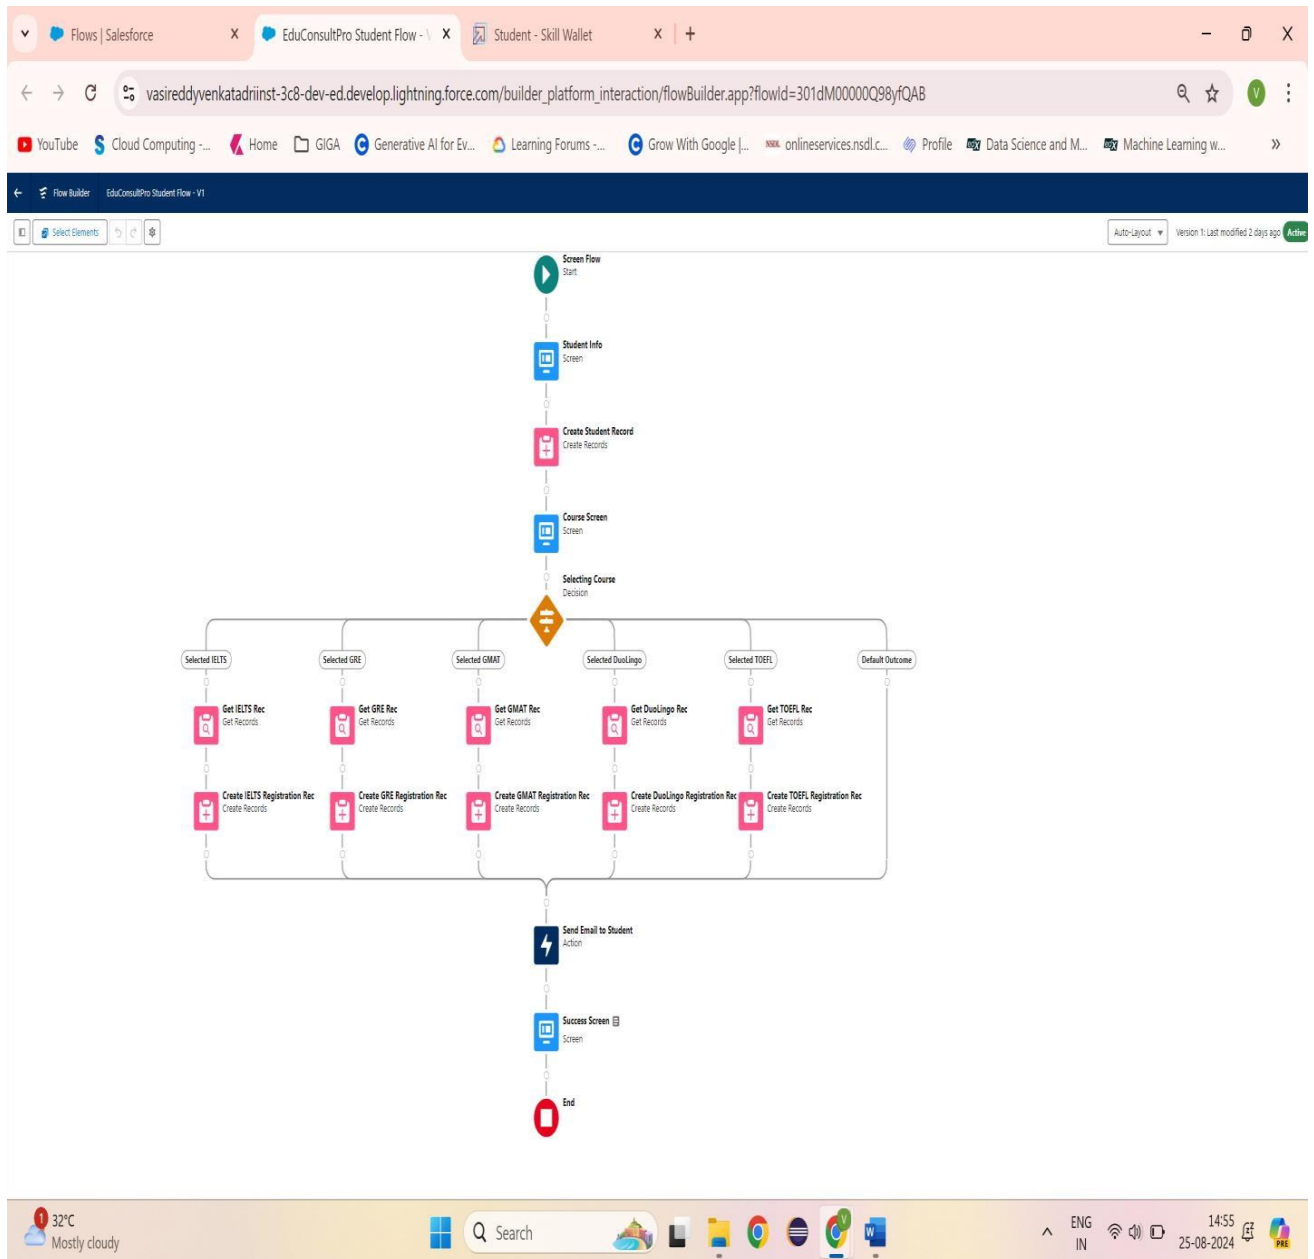 Flows | Salesforce
EduConsultPro Student Flow -
Student - Skill Wallet
vasireddyvenkatadriinst-3c8-dev-ed.develop.lightning.force.com/builder_platform_interaction/flowBuilder.app?flowId=301dM00000Q98yfQAB
V
YouTube
Cloud Computing -...
Home
GIGA
Generative AI for Ev...
Learning Forums -...
Grow With Google |...
onlineservices.nsdl.c...
Profile
Data Science and M...
Machine Learning w...
Flow Builder
EduConsultPro Student Flow - V1
Select Elements
Auto-Layout
Version 1: Last modified 2 days ago
Active
Screen Flow
Start
Student Info
Screen
Create Student Record
Create Records
Course Screen
Screen
Selecting Course
Decision
Selected IELTS
Selected GRE
Selected GMAT
Selected DuoLingo
Selected TOEFL
Default Outcome
Get IELTS Rec
Get Records
Get GRE Rec
Get Records
Get GMAT Rec
Get Records
Get DuoLingo Rec
Get Records
Get TOEFL Rec
Get Records
Create IELTS Registration Rec
Create Records
Create GRE Registration Rec
Create Records
Create GMAT Registration Rec
Create Records
Create DuoLingo Registration Rec
Create Records
Create TOEFL Registration Rec
Create Records
Send Email to Student
Action
Success Screen
Screen
End
1
32°C
Mostly cloudy
Search
V
W
ENG
IN
14:55
25-08-2024
PRE